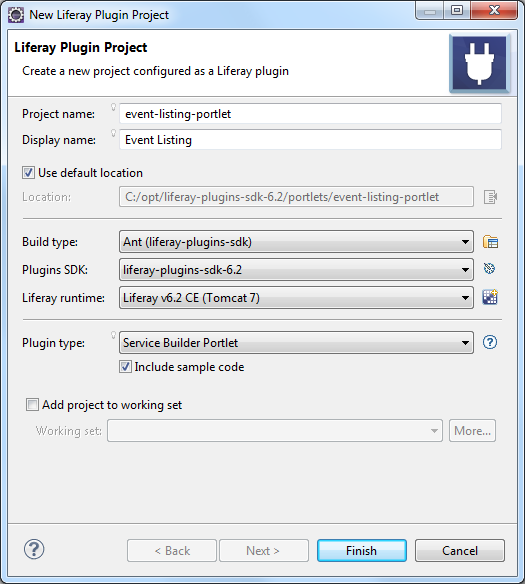 New Liferay Plugin Project
Liferay Plugin Project
Create a new project configured as a Liferay plugin
Project name: event-listing-portlet
Display name: Event Listing
Use default location
Location: C:/opt/liferay-plugins-sdk-6.2/portlets/event-listing-portlet
Build type: Ant (liferay-plugins-sdk)
Plugins SDK: liferay-plugins-sdk-6.2
Liferay runtime: Liferay v6.2 CE (Tomcat 7)
Plugin type: Service Builder Portlet
Include sample code
Add project to working set
Working set: More...
< Back Next > Finish Cancel